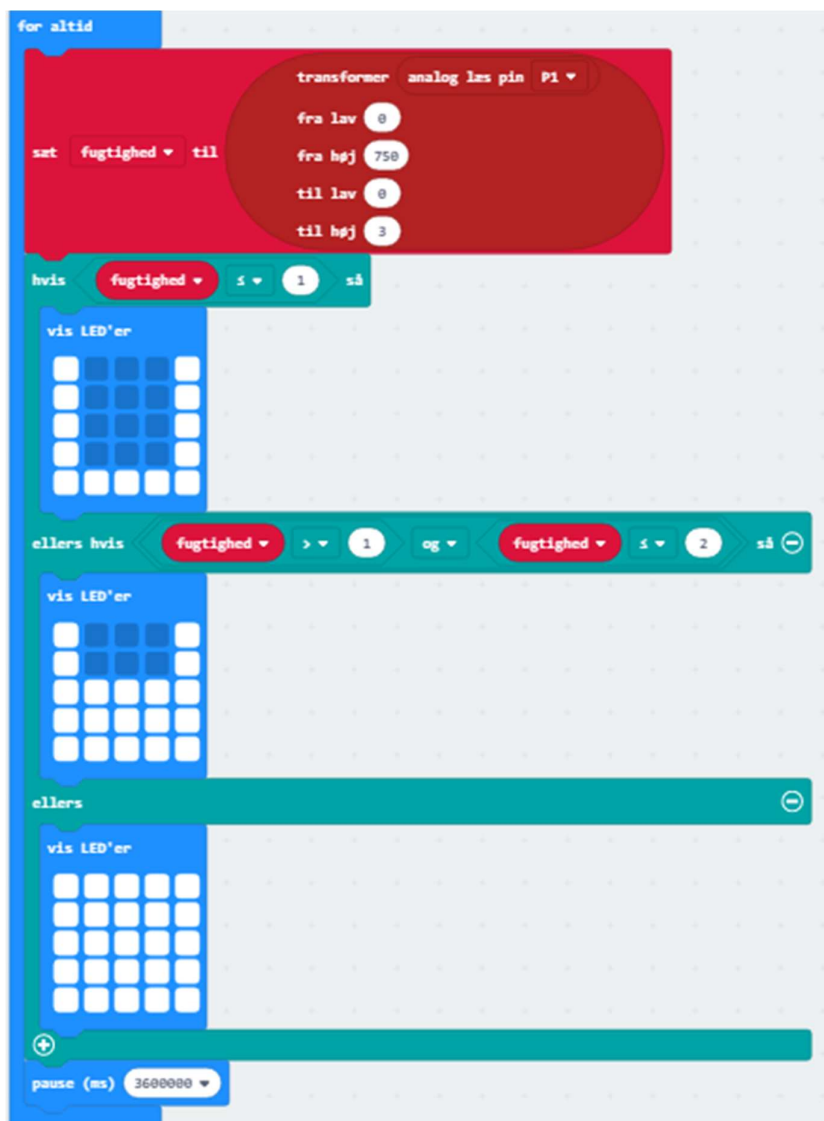 for altid
transformer analog læs pin P1
fra lav 0
sæt fugtighed til
fra høj 750
til lav 0
til høj 3
hvis fugtighed ≤ 1 så
vis LED'er
ellers hvis fugtighed > 1 og fugtighed ≤ 2 så
vis LED'er
ellers
vis LED'er
pause (ms) 3600000